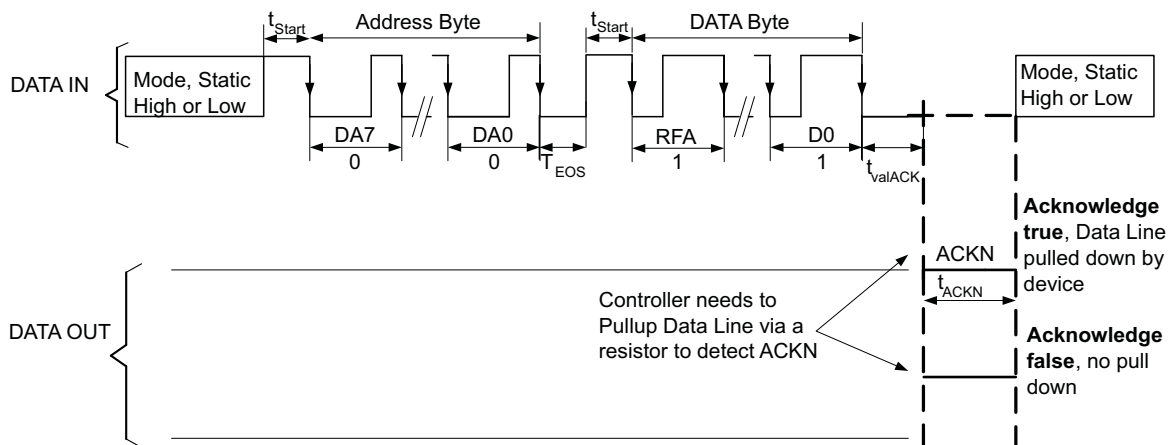 t_Start
Address Byte
t_Start
DATA Byte
DATA IN
Mode, Static
High or Low
Mode, Static
High or Low
DA7
0
DA0
0
T_EOS
RFA
1
D0
1
t_valACK
Acknowledge
true, Data Line
pulled down by
device
ACKN
t_ACKN
Controller needs to
Pullup Data Line via a
resistor to detect ACKN
DATA OUT
Acknowledge
false, no pull
down